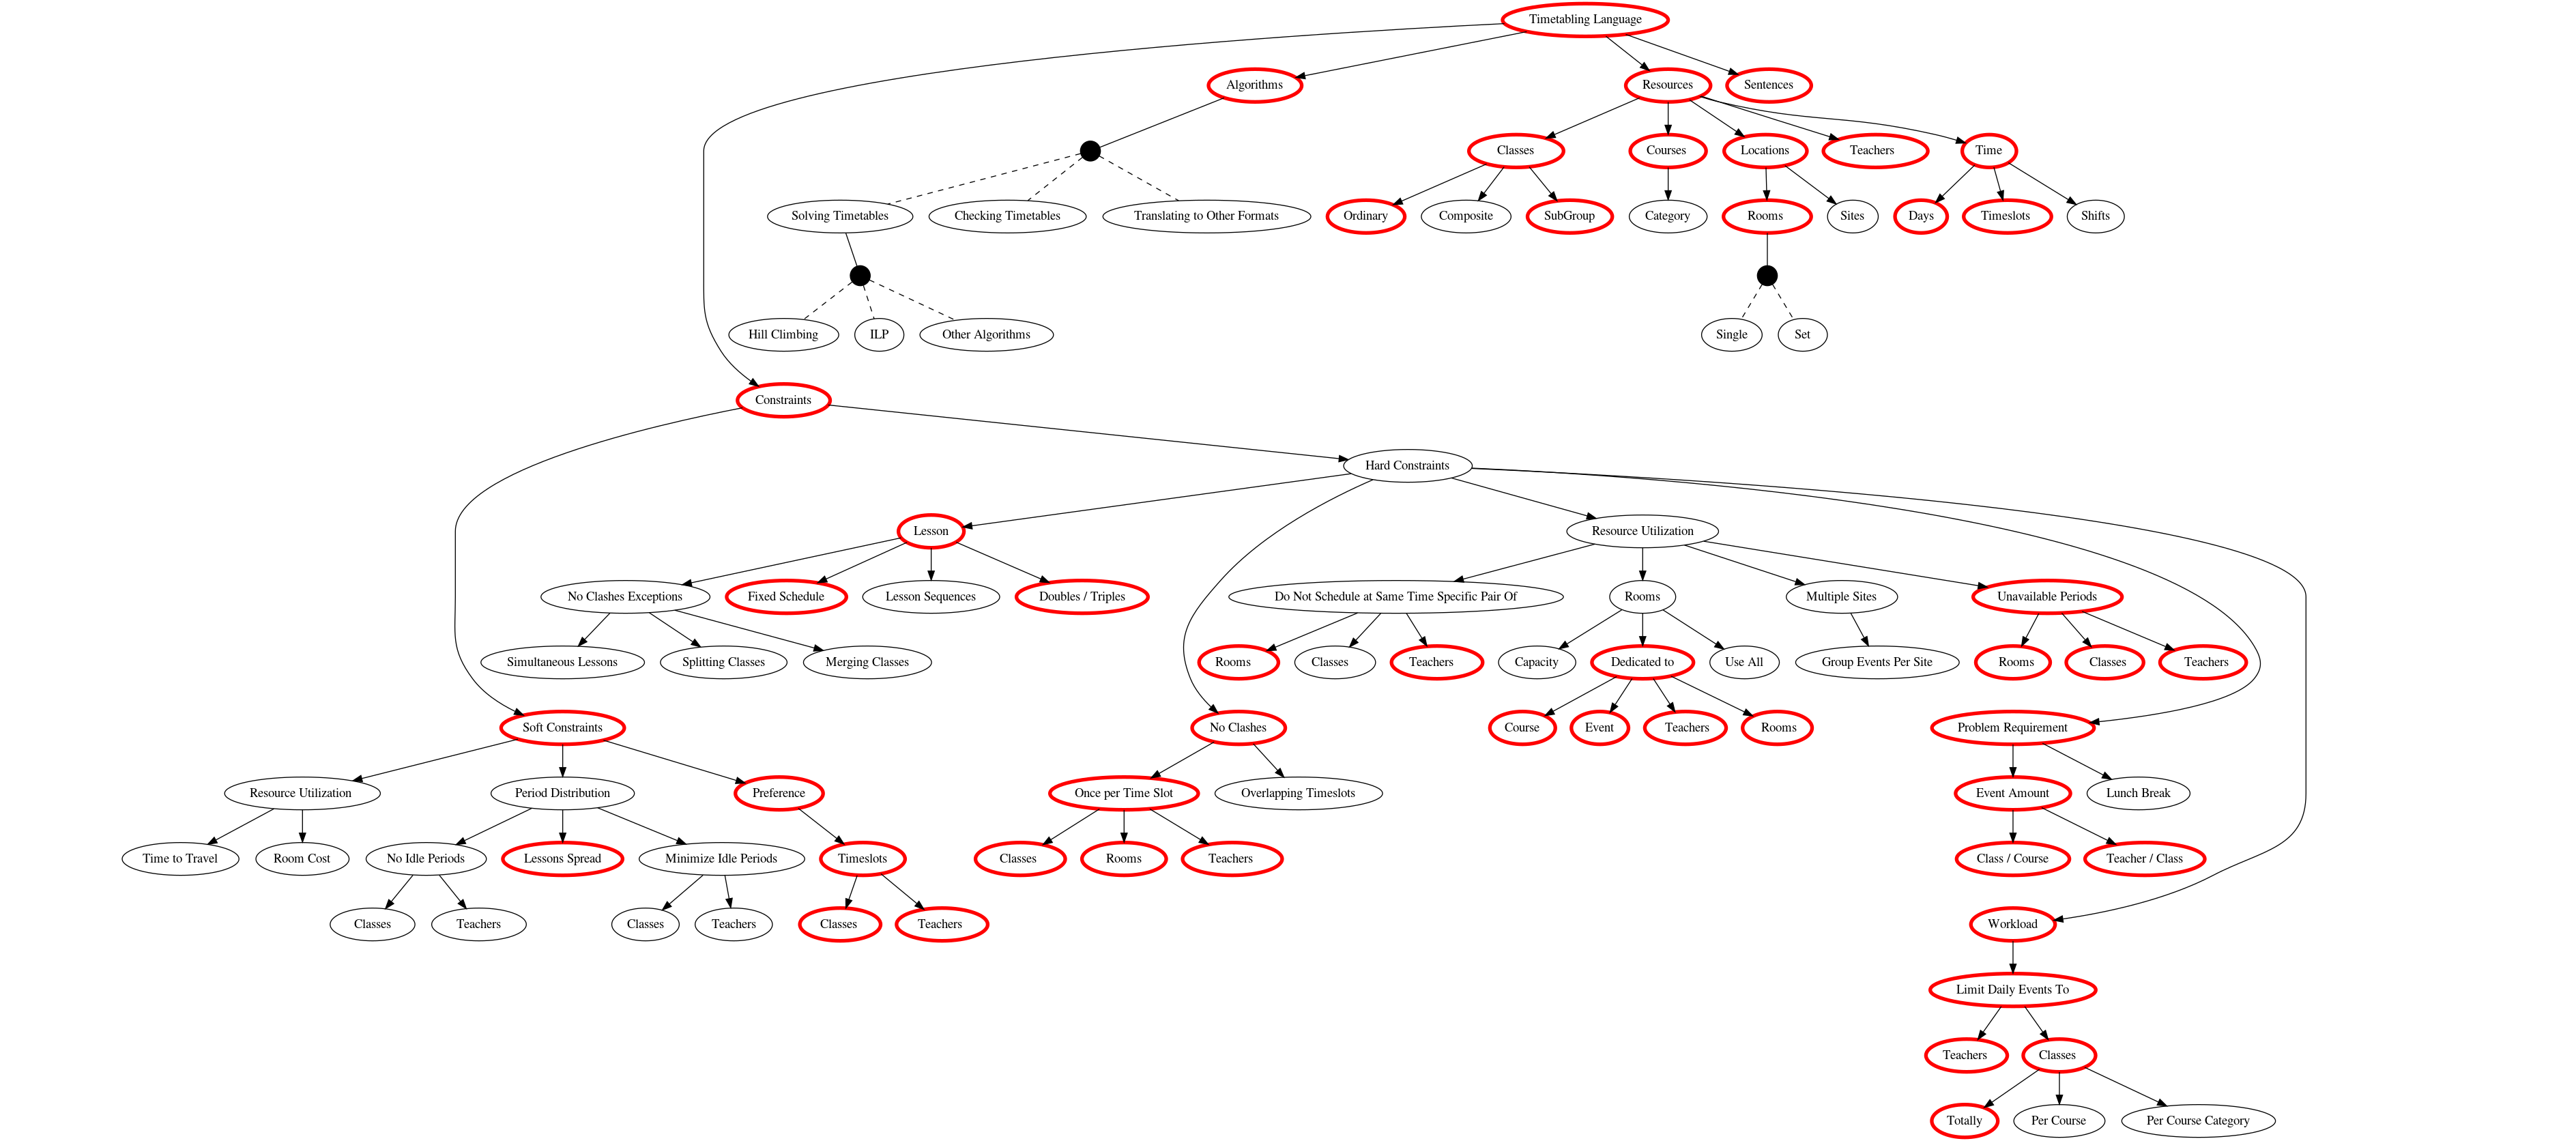 Timetabling Language
Algorithms
Resources
Sentences
Classes
Courses
Locations
Teachers
Time
Solving Timetables
Checking Timetables
Translating to Other Formats
Ordinary
Composite
SubGroup
Category
Rooms
Sites
Days
Timeslots
Shifts
Hill Climbing
ILP
Other Algorithms
Single
Set
Constraints
Hard Constraints
Lesson
Resource Utilization
No Clashes Exceptions
Fixed Schedule
Lesson Sequences
Doubles / Triples
Do Not Schedule at Same Time Specific Pair Of
Rooms
Multiple Sites
Unavailable Periods
Simultaneous Lessons
Splitting Classes
Merging Classes
Rooms
Classes
Teachers
Capacity
Dedicated to
Use All
Group Events Per Site
Rooms
Classes
Teachers
Soft Constraints
No Clashes
Course
Event
Teachers
Rooms
Problem Requirement
Resource Utilization
Period Distribution
Preference
Once per Time Slot
Overlapping Timeslots
Event Amount
Lunch Break
Time to Travel
Room Cost
No Idle Periods
Lessons Spread
Minimize Idle Periods
Timeslots
Classes
Rooms
Teachers
Class / Course
Teacher / Class
Classes
Teachers
Classes
Teachers
Classes
Teachers
Workload
Limit Daily Events To
Teachers
Classes
Totally
Per Course
Per Course Category